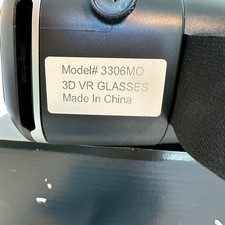 Model# 3306MO
3D VR GLASSES
Made In China